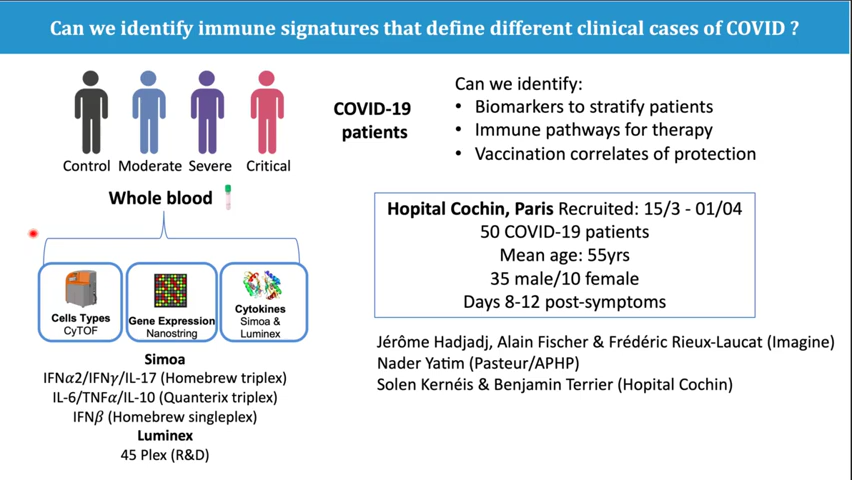 Can we identify immune signatures that define different clinical cases of COVID ?
Control Moderate Severe Critical
COVID-19
patients
Can we identify:
• Biomarkers to stratify patients
• Immune pathways for therapy
• Vaccination correlates of protection
Whole blood
Cells Types
CyTOF
Gene Expression
Nanostring
Cytokines
Simoa &
Luminex
Simoa
IFNα2/IFNγ/IL-17 (Homebrew triplex)
IL-6/TNFα/IL-10 (Quanterix triplex)
IFNβ (Homebrew singleplex)
Luminex
45 Plex (R&D)
Hopital Cochin, Paris Recruited: 15/3 - 01/04
50 COVID-19 patients
Mean age: 55yrs
35 male/10 female
Days 8-12 post-symptoms
Jérôme Hadjadj, Alain Fischer & Frédéric Rieux-Laucat (Imagine)
Nader Yatim (Pasteur/APHP)
Solen Kernéis & Benjamin Terrier (Hopital Cochin)